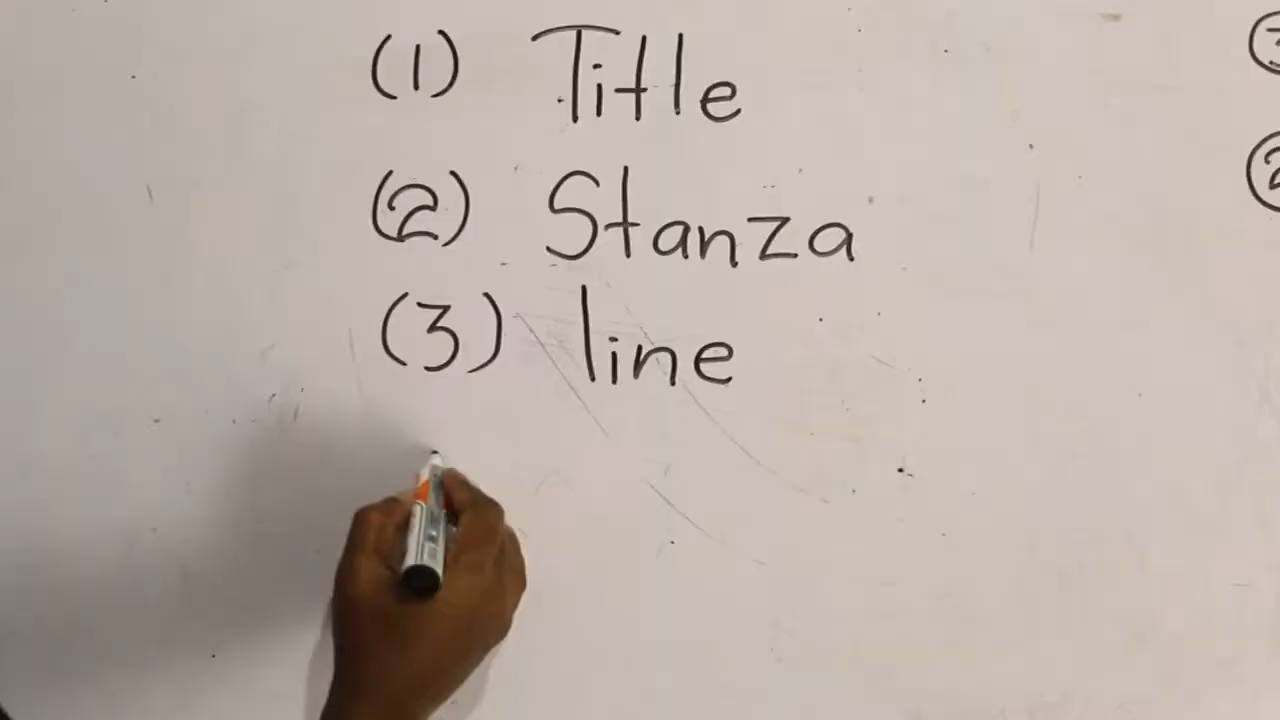 (1) Title
(2) Stanza
(3) line